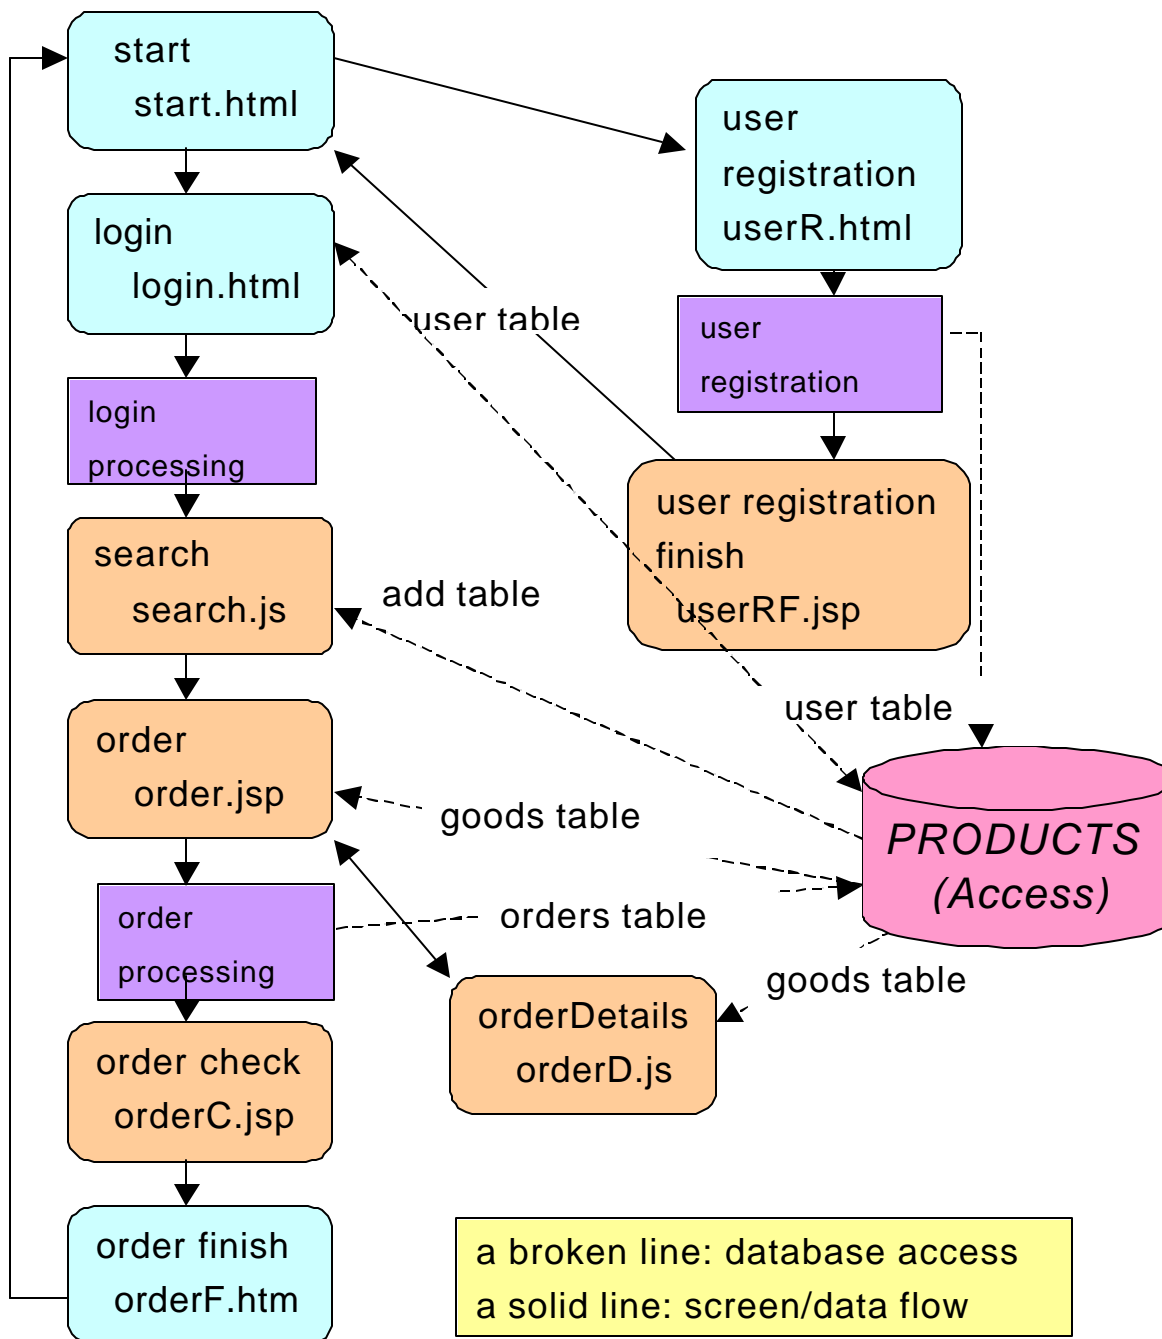 start
start.html
user
registration
userR.html
login
login.html
user table
user
registration
login
processing
user registration
finish
userRF.jsp
search
search.js
add table
user table
order
order.jsp
goods table
PRODUCTS
(Access)
order
processing
orders table
goods table
orderDetails
orderD.js
order check
orderC.jsp
order finish
orderF.htm
a broken line: database access
a solid line: screen/data flow